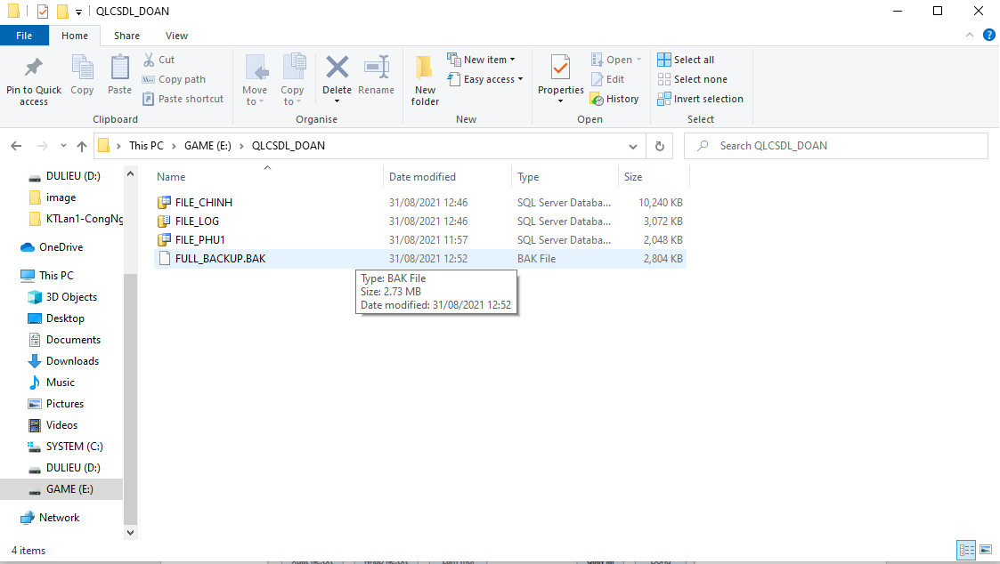 QLCSDL_DOAN
File Home Share View
Pin to Quick access
Copy
Paste
Cut
Copy path
Paste shortcut
Clipboard
Move to
Copy to
Delete
Rename
Organise
New folder
New item
Easy access
New
Properties
Open
Edit
History
Open
Select all
Select none
Invert selection
Select
This PC > GAME (E:) > QLCSDL_DOAN
Search QLCSDL_DOAN
DULIEU (D:)
image
KTLan1-CongNg
OneDrive
This PC
3D Objects
Desktop
Documents
Downloads
Music
Pictures
Videos
SYSTEM (C:)
DULIEU (D:)
GAME (E:)
Network
Name Date modified Type Size
FILE_CHINH 31/08/2021 12:46 SQL Server Databa... 10,240 KB
FILE_LOG 31/08/2021 12:46 SQL Server Databa... 3,072 KB
FILE_PHU1 31/08/2021 11:57 SQL Server Databa... 2,048 KB
FULL_BACKUP.BAK 31/08/2021 12:52 BAK File 2,804 KB
Type: BAK File
Size: 2.73 MB
Date modified: 31/08/2021 12:52
4 items